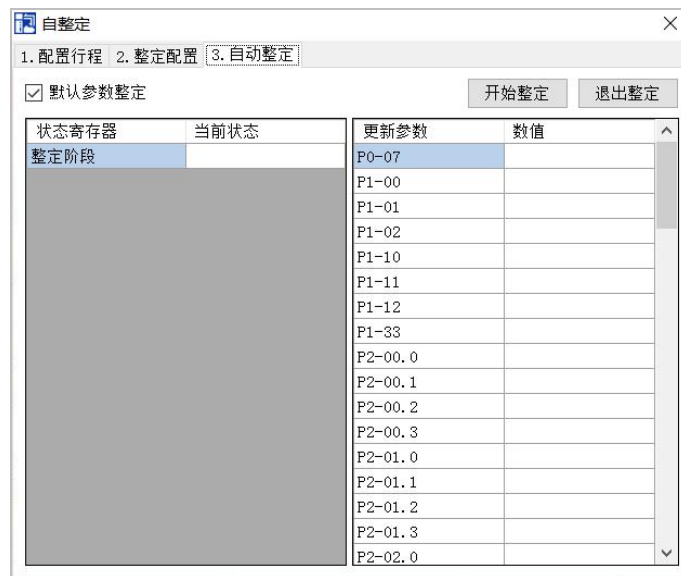 自整定
1.配置行程 2.整定配置 3.自动整定
默认参数整定 开始整定 退出整定
状态寄存器 当前状态 更新参数 数值
整定阶段 P0-07
P1-00
P1-01
P1-02
P1-10
P1-11
P1-12
P1-33
P2-00.0
P2-00.1
P2-00.2
P2-00.3
P2-01.0
P2-01.1
P2-01.2
P2-01.3
P2-02.0